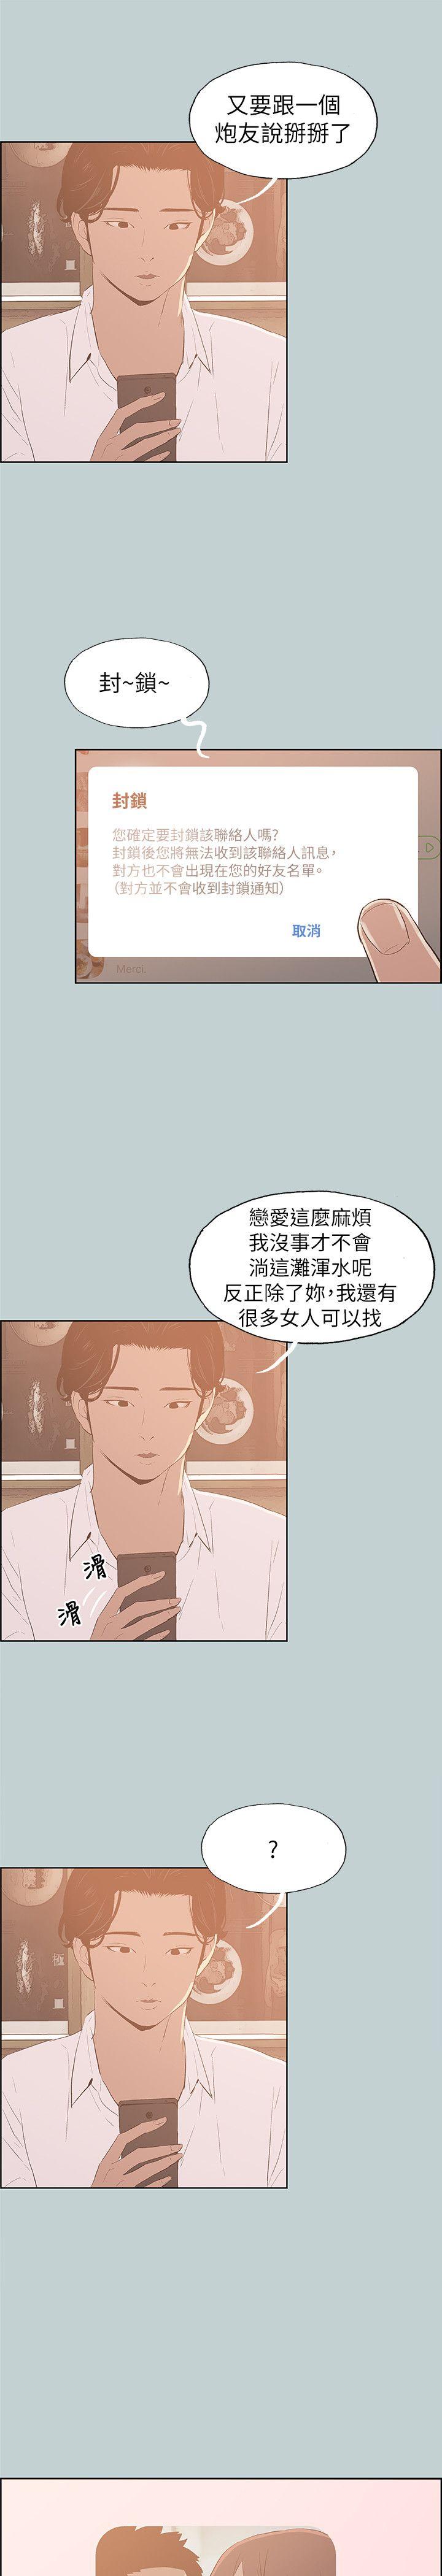 又要跟一個
炮友說掰掰了
封~鎖~
封鎖
您確定要封鎖該聯絡人嗎?
封鎖後您將無法收到該聯絡人訊息,
對方也不會出現在您的好友名單。
(對方並不會收到封鎖通知)
取消
Merci.
戀愛這麼麻煩
我沒事才不會
淌這灘渾水呢
反正除了妳,我還有
很多女人可以找
滑
滑
?
極